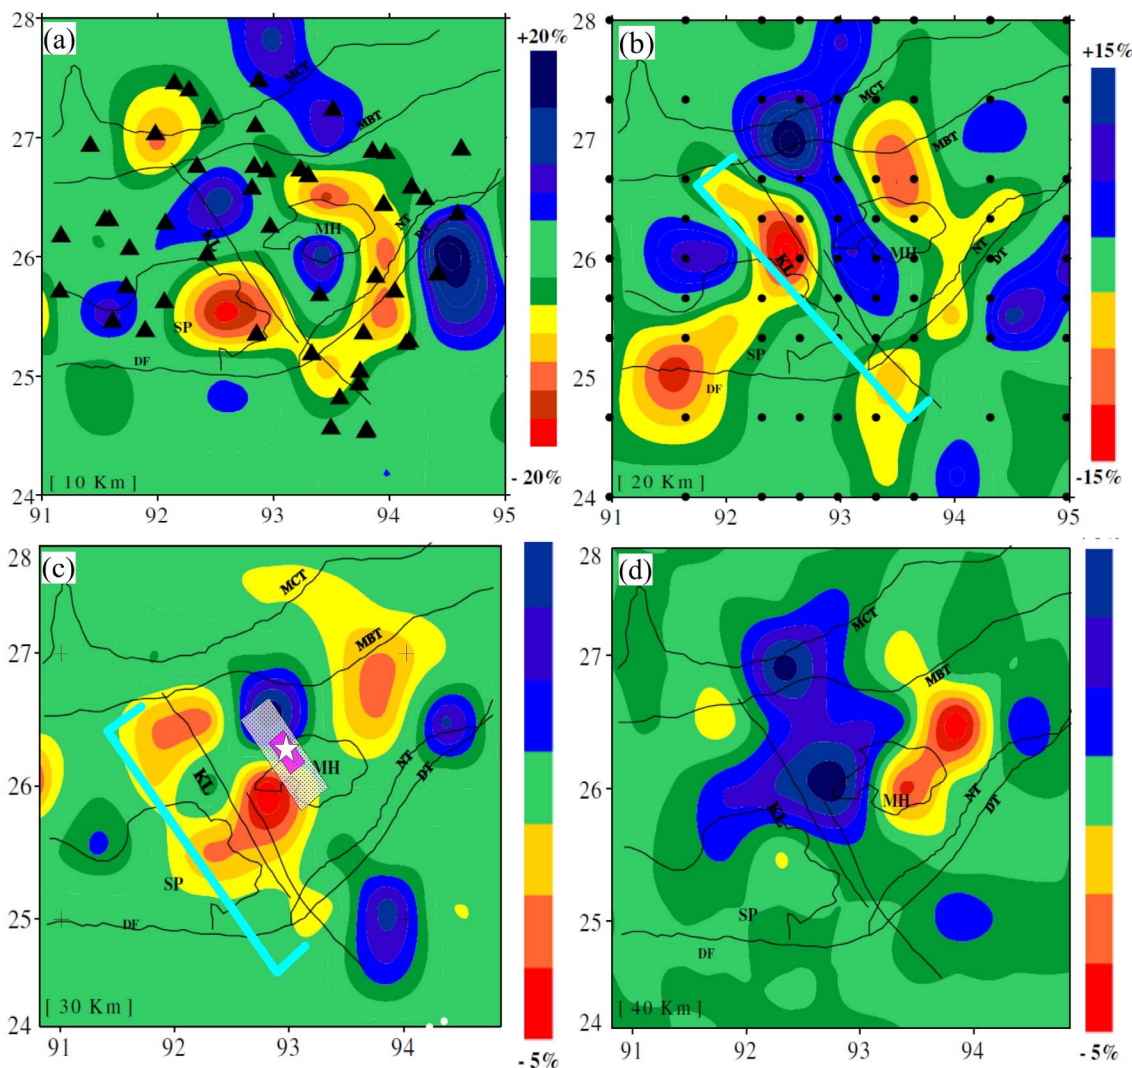 28
(a)
+20%
MCT
MBT
27
KL
MH
NT
DT
26
SP
DF
25
24
[ 10 Km]
- 20%
91 92 93 94 95
28
(b)
+15%
MCT
MBT
27
KL
MH
NT
DT
26
SP
DF
25
24
[ 20 Km]
-15%
91 92 93 94 95
28
(c)
MCT
MBT
27
KL
MH
NT
DT
26
SP
DF
25
24
[ 30 Km]
- 5%
91 92 93 94
28
(d)
MCT
MBT
27
KL
MH
NT
DT
26
SP
DF
25
24
[ 40 Km]
-5%
91 92 93 94